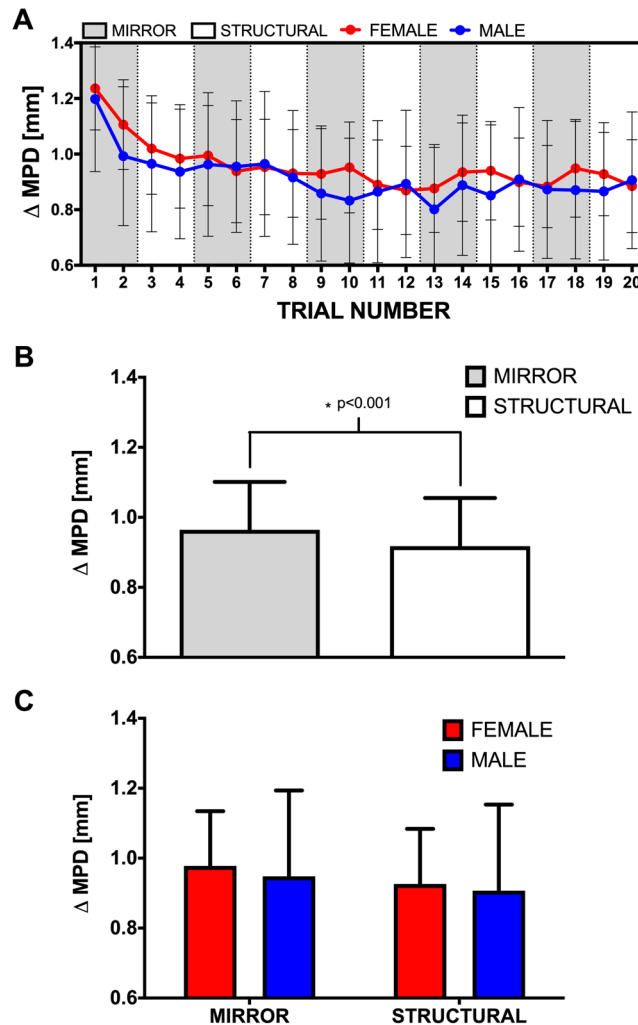 A
MIRROR STRUCTURAL FEMALE MALE
Δ MPD [mm]
1.4
1.2
1.0
0.8
0.6
1 2 3 4 5 6 7 8 9 10 11 12 13 14 15 16 17 18 19 20
TRIAL NUMBER
B
MIRROR
STRUCTURAL
* p<0.001
Δ MPD [mm]
1.4
1.2
1.0
0.8
0.6
C
FEMALE
MALE
Δ MPD [mm]
1.4
1.2
1.0
0.8
0.6
MIRROR STRUCTURAL